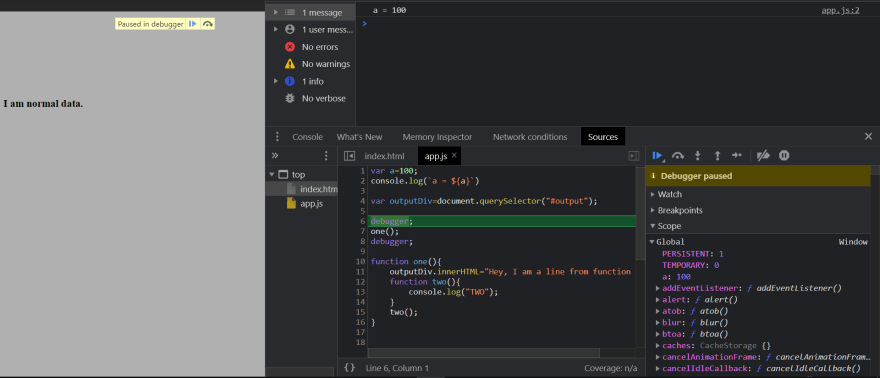 Paused in debugger
I am normal data.
1 message
1 user mess...
No errors
No warnings
1 info
No verbose
a = 100
app.js:2
>
Console What's New Memory Inspector Network conditions Sources
top
index.htm
app.js
index.html app.js ×
1 var a=100;
2 console.log(`a = ${a}`)
3
4 var outputDiv=document.querySelector("#output");
5
6 debugger;
7 one();
8 debugger;
9
10 function one(){
11 outputDiv.innerHTML="Hey, I am a line from function
12 function two(){
13 console.log("TWO");
14 }
15 two();
16 }
17
18
{} Line 6, Column 1 Coverage: n/a
Debugger paused
Watch
Breakpoints
Scope
Global Window
PERSISTENT: 1
TEMPORARY: 0
a: 100
addEventListener: ƒ addEventListener()
alert: ƒ alert()
atob: ƒ atob()
blur: ƒ blur()
btoa: ƒ btoa()
caches: CacheStorage {}
cancelAnimationFrame: ƒ cancelAnimationFram…
cancelIdleCallback: ƒ cancelIdleCallback()